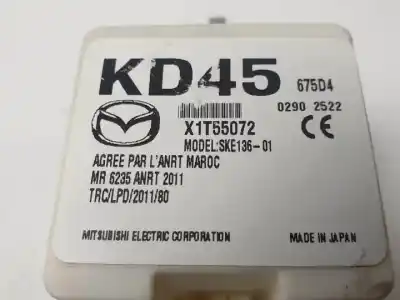 KD45 675D4
0290 2522
X1T55072
MODEL:SKE136-01
CE
AGREE PAR L'ANRT MAROC
MR 6235 ANRT 2011
TRC/LPD/2011/80
MITSUBISHI ELECTRIC CORPORATION MADE IN JAPAN